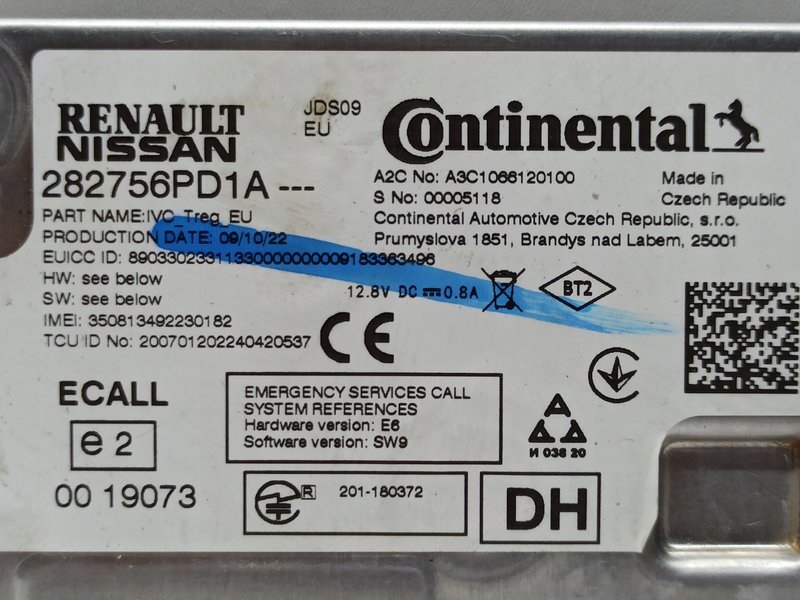 RENAULT
NISSAN
JDS09
EU
Continental
282756PD1A ---
PART NAME:IVC_Treg_EU
PRODUCTION DATE: 09/10/22
EUICC ID: 89033023311330000000009183363496
HW: see below
SW: see below
IMEI: 350813492230182
TCU ID No: 200701202240420537
A2C No: A3C1066120100
S No: 00005118
Continental Automotive Czech Republic, s.r.o.
Prumyslova 1851, Brandys nad Labem, 25001
Made in
Czech Republic
12.8V DC 0.8A
BT2
CE
ECALL
e2
00 19073
EMERGENCY SERVICES CALL
SYSTEM REFERENCES
Hardware version: E6
Software version: SW9
R
201-180372
И 036 20
DH